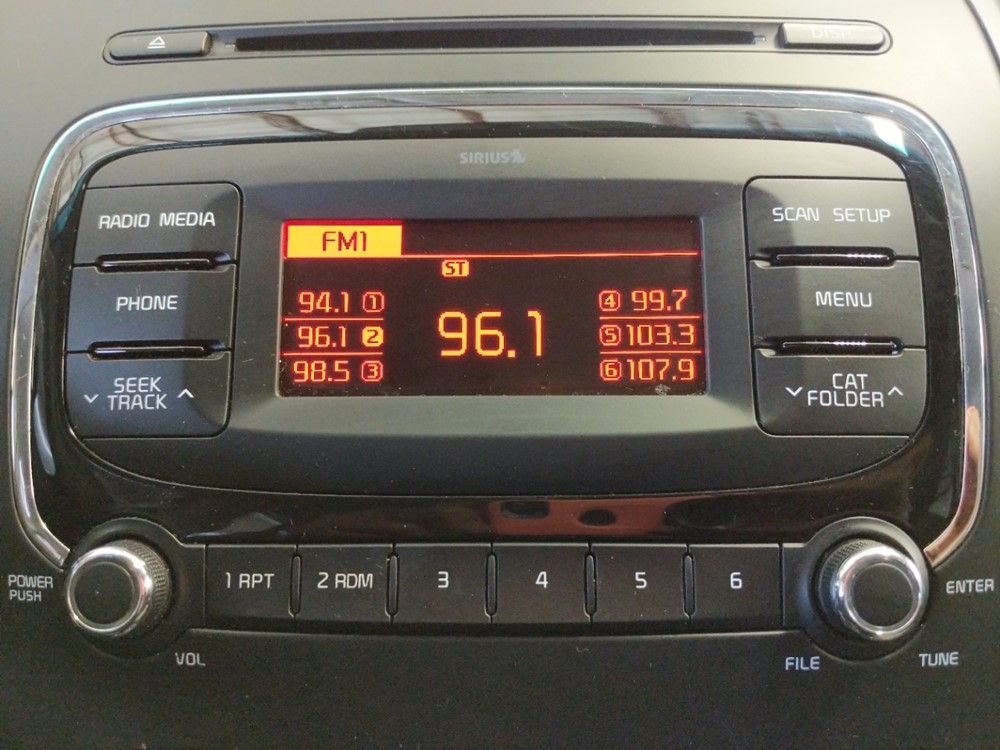 DISP
SIRIUS
RADIO MEDIA
SCAN SETUP
FM1
ST
PHONE
MENU
94.1 1
96.1 2
98.5 3
96.1
4 99.7
5 103.3
6 107.9
SEEK
TRACK
CAT
FOLDER
1 RPT
2 RDM
3
4
5
6
POWER
PUSH
VOL
ENTER
FILE
TUNE